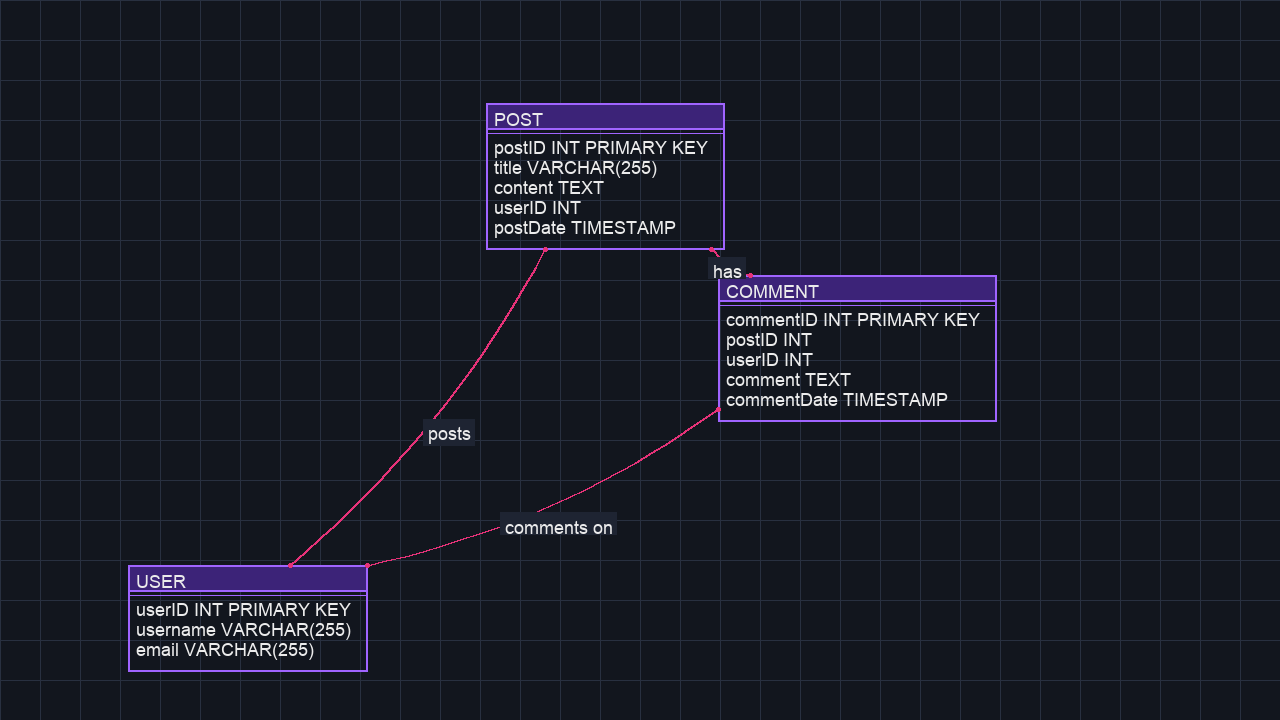 POST
postID INT PRIMARY KEY
title VARCHAR(255)
content TEXT
userID INT
postDate TIMESTAMP
has
COMMENT
commentID INT PRIMARY KEY
postID INT
userID INT
comment TEXT
commentDate TIMESTAMP
posts
comments on
USER
userID INT PRIMARY KEY
username VARCHAR(255)
email VARCHAR(255)